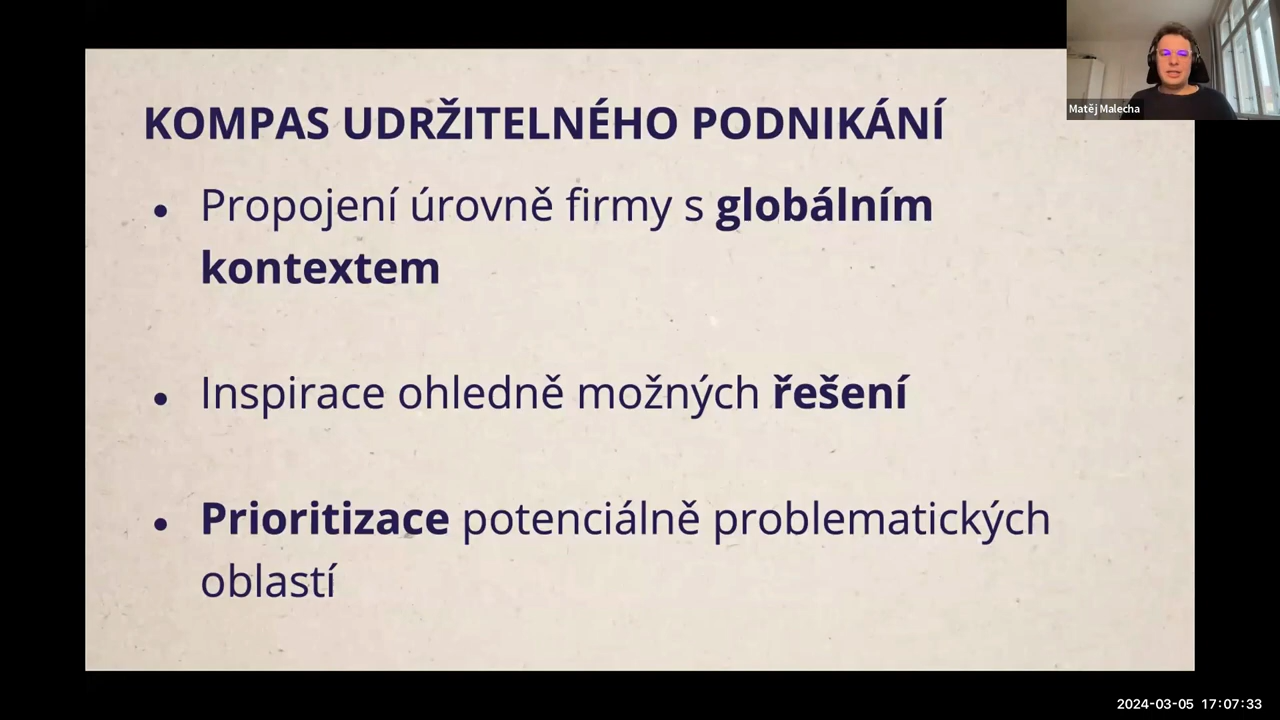 KOMPAS UDRŽITELNÉHO PODNIKÁNÍ
Matěj Malecha
• Propojení úrovně firmy s globálním
kontextem
• Inspirace ohledně možných řešení
• Prioritizace potenciálně problematických
oblastí
2024-03-05 17:07:33